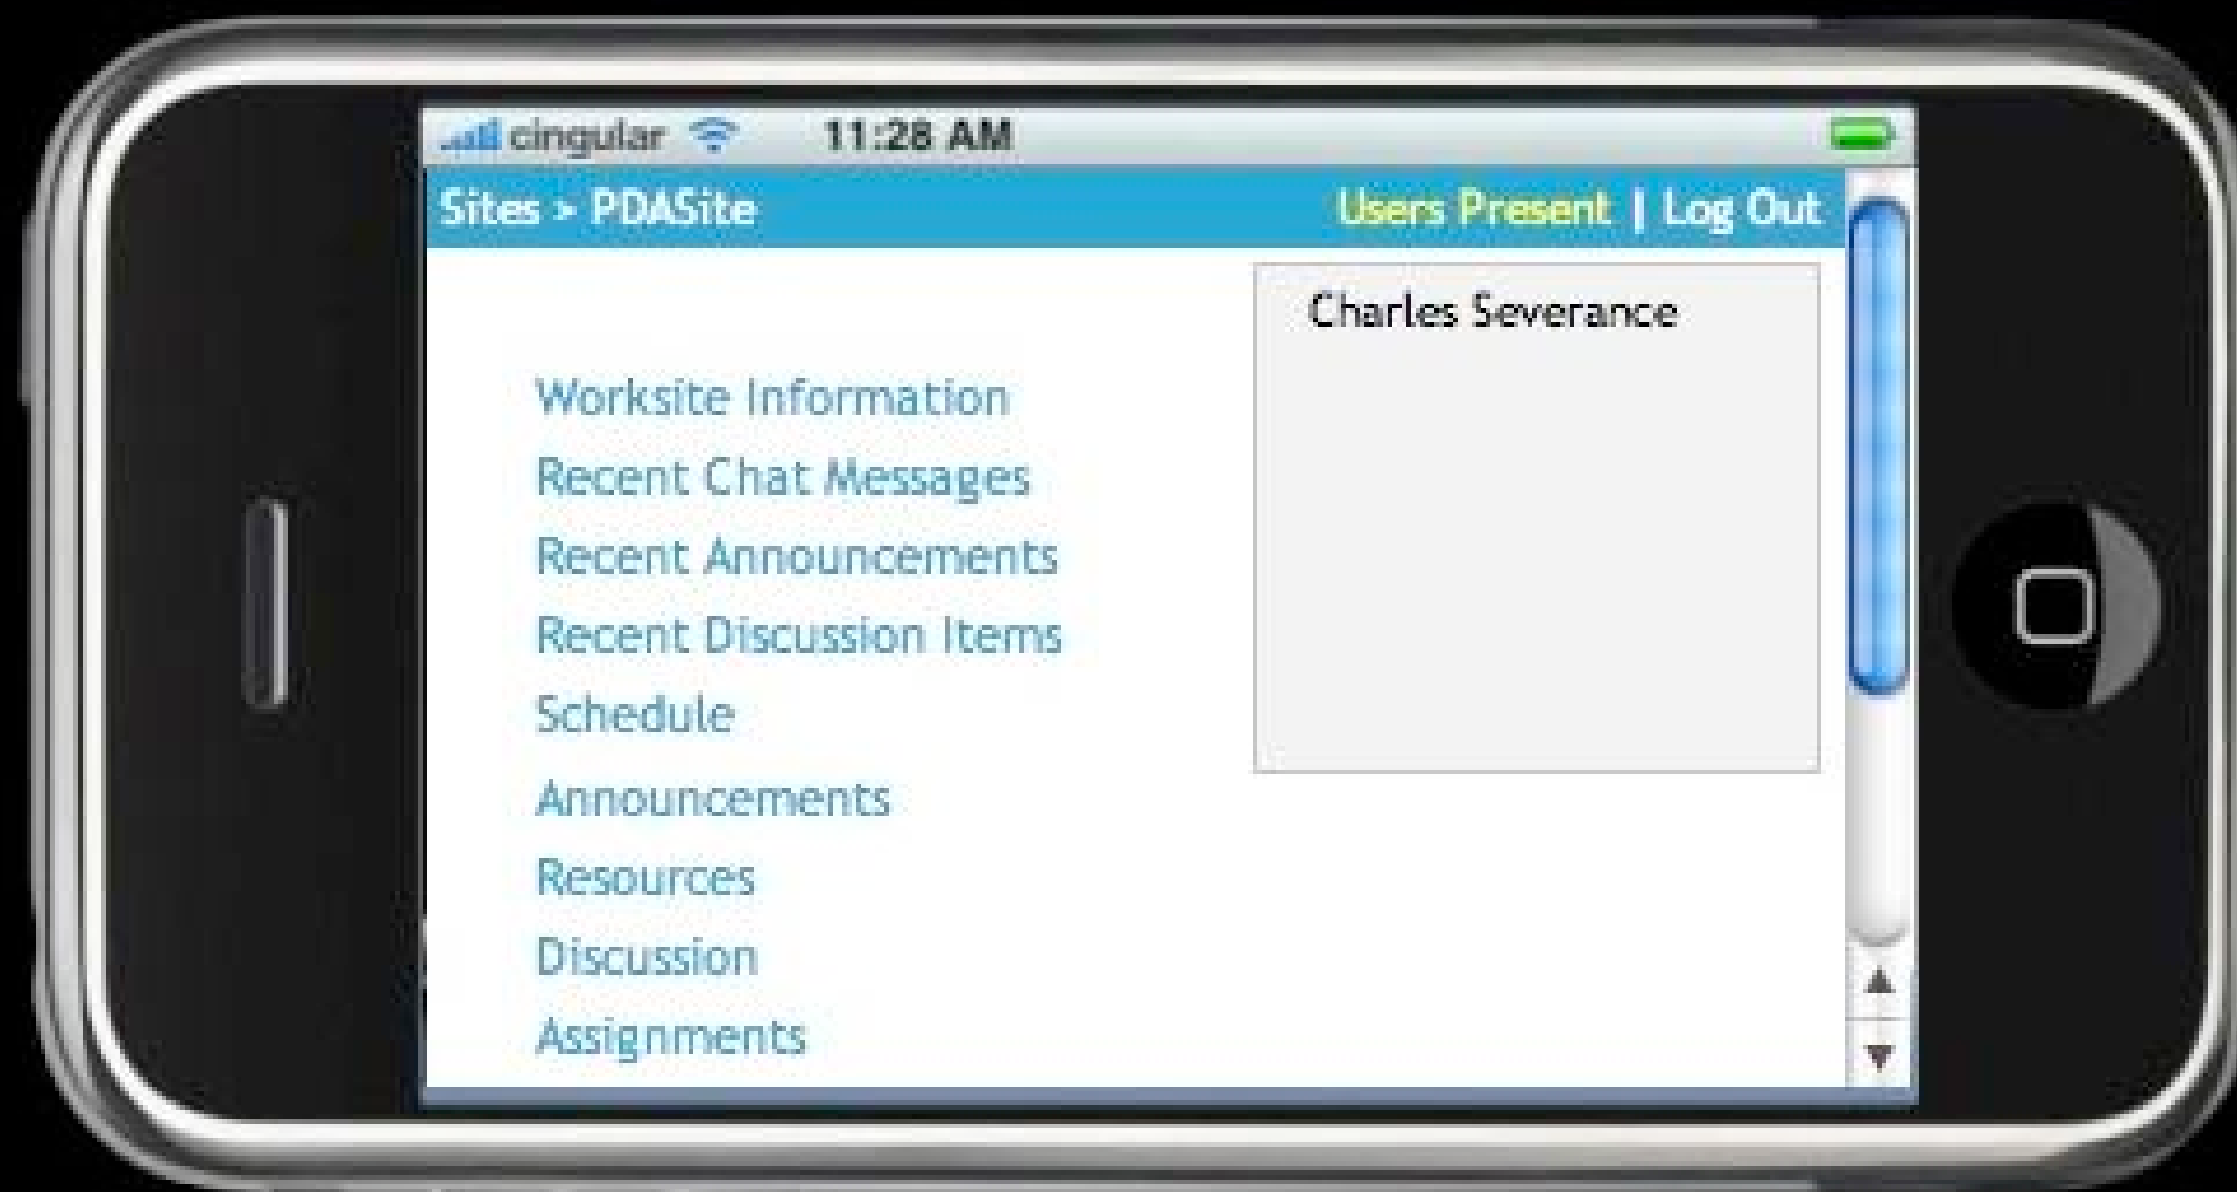 cingular 11:28 AM
Sites > PDASite Users Present | Log Out
Charles Severance
Worksite Information
Recent Chat Messages
Recent Announcements
Recent Discussion Items
Schedule
Announcements
Resources
Discussion
Assignments